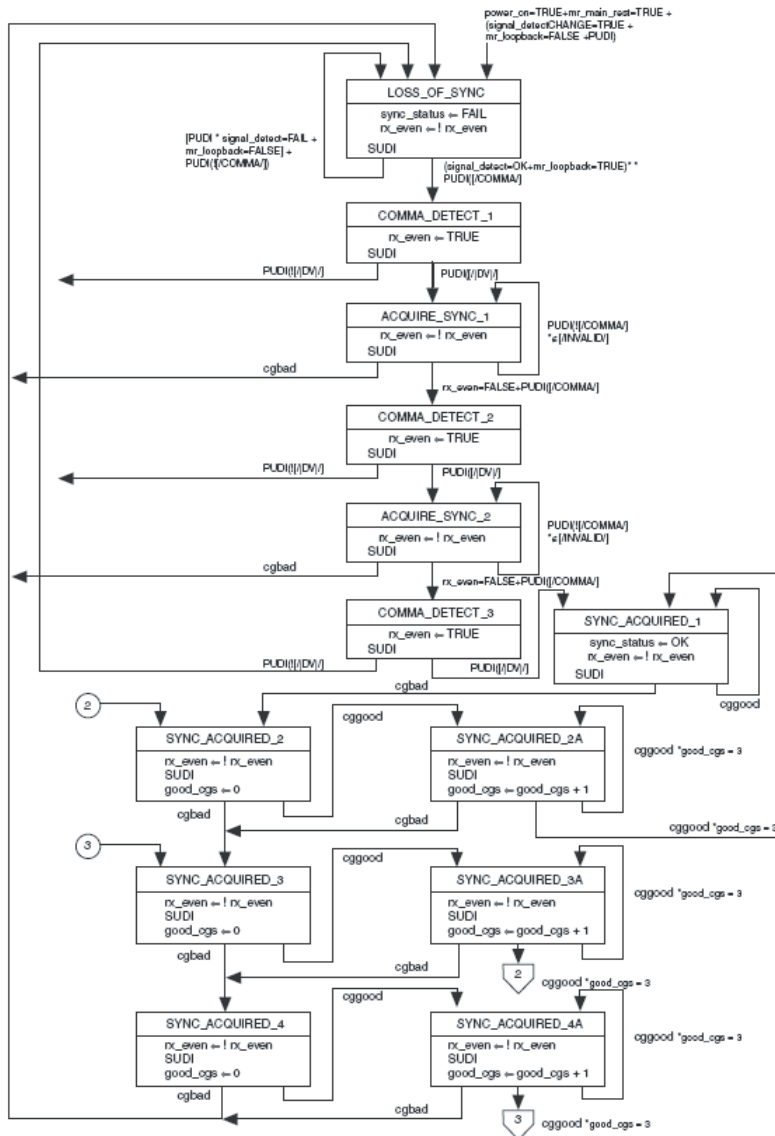 power_on=TRUE+mr_main_rest=TRUE +
(signal_detectCHANGE=TRUE +
mr_loopback=FALSE +PUDI)
LOSS_OF_SYNC
sync_status ⇐ FAIL
rx_even ⇐ ! rx_even
SUDI
[PUDI * signal_detect=FAIL +
mr_loopback=FALSE] +
PUDI(![/COMMA/])
(signal_detect=OK+mr_loopback=TRUE)* *
PUDI([/COMMA/]
COMMA_DETECT_1
rx_even ⇐ TRUE
SUDI
PUDI(![/|DV|/]
PUDI([/|DV|/]
ACQUIRE_SYNC_1
rx_even ⇐ ! rx_even
SUDI
PUDI(![/COMMA/]
*∉[/INVALID/]
cgbad
rx_even=FALSE+PUDI([/COMMA/]
COMMA_DETECT_2
rx_even ⇐ TRUE
SUDI
PUDI(![/|DV|/]
PUDI([/|DV|/]
ACQUIRE_SYNC_2
rx_even ⇐ ! rx_even
SUDI
PUDI(![/COMMA/]
*∉[/INVALID/]
cgbad
rx_even=FALSE+PUDI([/COMMA/]
COMMA_DETECT_3
rx_even ⇐ TRUE
SUDI
PUDI(![/|DV|/]
PUDI([/|DV|/]
SYNC_ACQUIRED_1
sync_status ⇐ OK
rx_even ⇐ ! rx_even
SUDI
cgbad
cggood
2
SYNC_ACQUIRED_2
rx_even ⇐ ! rx_even
SUDI
good_cgs ⇐ 0
cggood
SYNC_ACQUIRED_2A
rx_even ⇐ ! rx_even
SUDI
good_cgs ⇐ good_cgs + 1
cggood *good_cgs = 3
cgbad
cgbad
cggood *good_cgs = 3
3
SYNC_ACQUIRED_3
rx_even ⇐ ! rx_even
SUDI
good_cgs ⇐ 0
cggood
SYNC_ACQUIRED_3A
rx_even ⇐ ! rx_even
SUDI
good_cgs ⇐ good_cgs + 1
cggood *good_cgs = 3
cgbad
cgbad
2
cggood *good_cgs = 3
cggood
SYNC_ACQUIRED_4
rx_even ⇐ ! rx_even
SUDI
good_cgs ⇐ 0
SYNC_ACQUIRED_4A
rx_even ⇐ ! rx_even
SUDI
good_cgs ⇐ good_cgs + 1
cggood *good_cgs = 3
cgbad
cgbad
3
cggood *good_cgs = 3